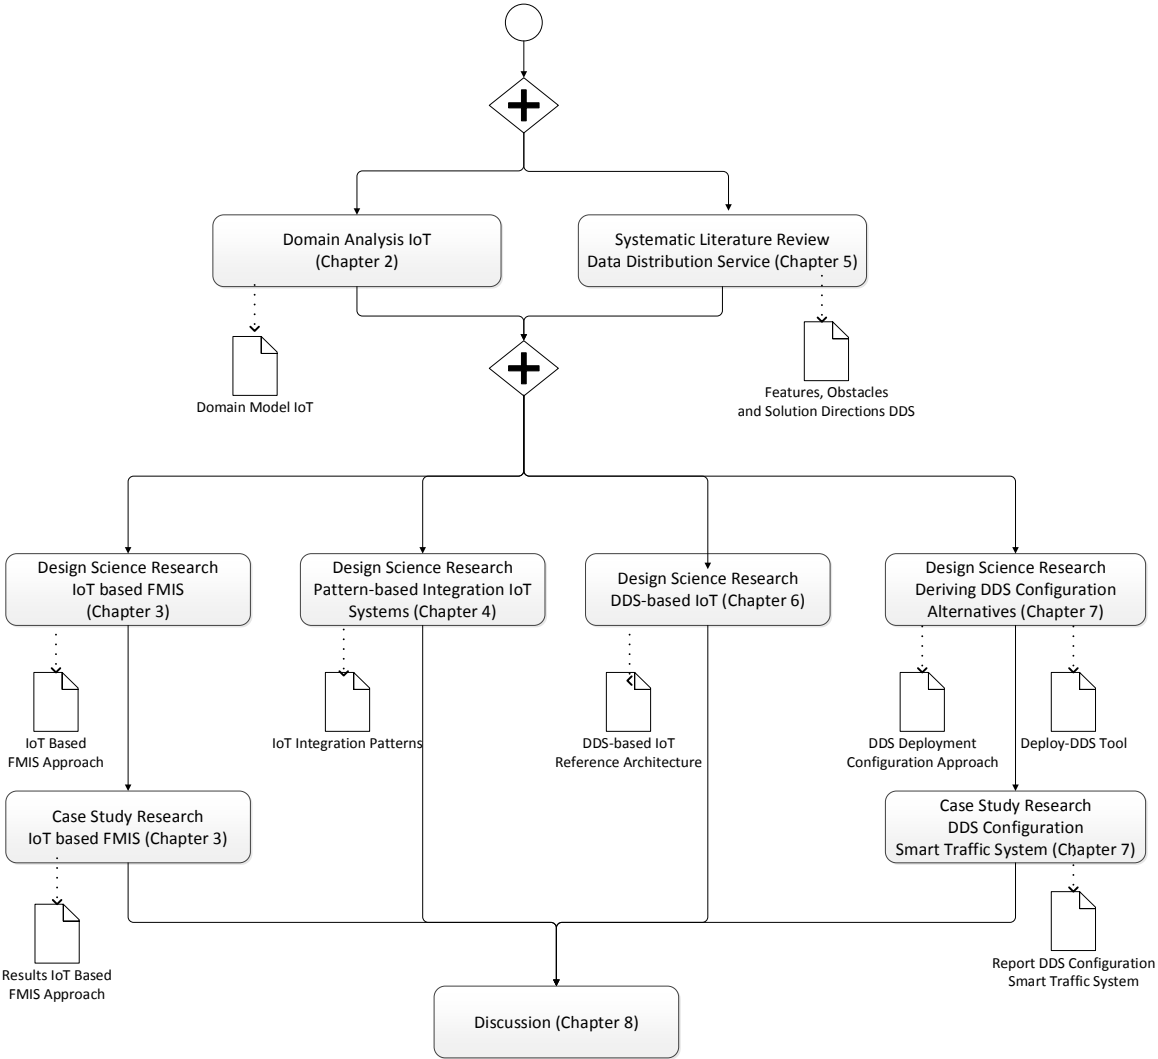 Domain Analysis IoT
(Chapter 2)
Systematic Literature Review
Data Distribution Service (Chapter 5)
Domain Model IoT
Features, Obstacles
and Solution Directions DDS
Design Science Research
IoT based FMIS
(Chapter 3)
Design Science Research
Pattern-based Integration IoT
Systems (Chapter 4)
Design Science Research
DDS-based IoT (Chapter 6)
Design Science Research
Deriving DDS Configuration
Alternatives (Chapter 7)
IoT Based
FMIS Approach
IoT Integration Patterns
DDS-based IoT
Reference Architecture
DDS Deployment
Configuration Approach
Deploy-DDS Tool
Case Study Research
IoT based FMIS (Chapter 3)
Case Study Research
DDS Configuration
Smart Traffic System (Chapter 7)
Results IoT Based
FMIS Approach
Report DDS Configuration
Smart Traffic System
Discussion (Chapter 8)